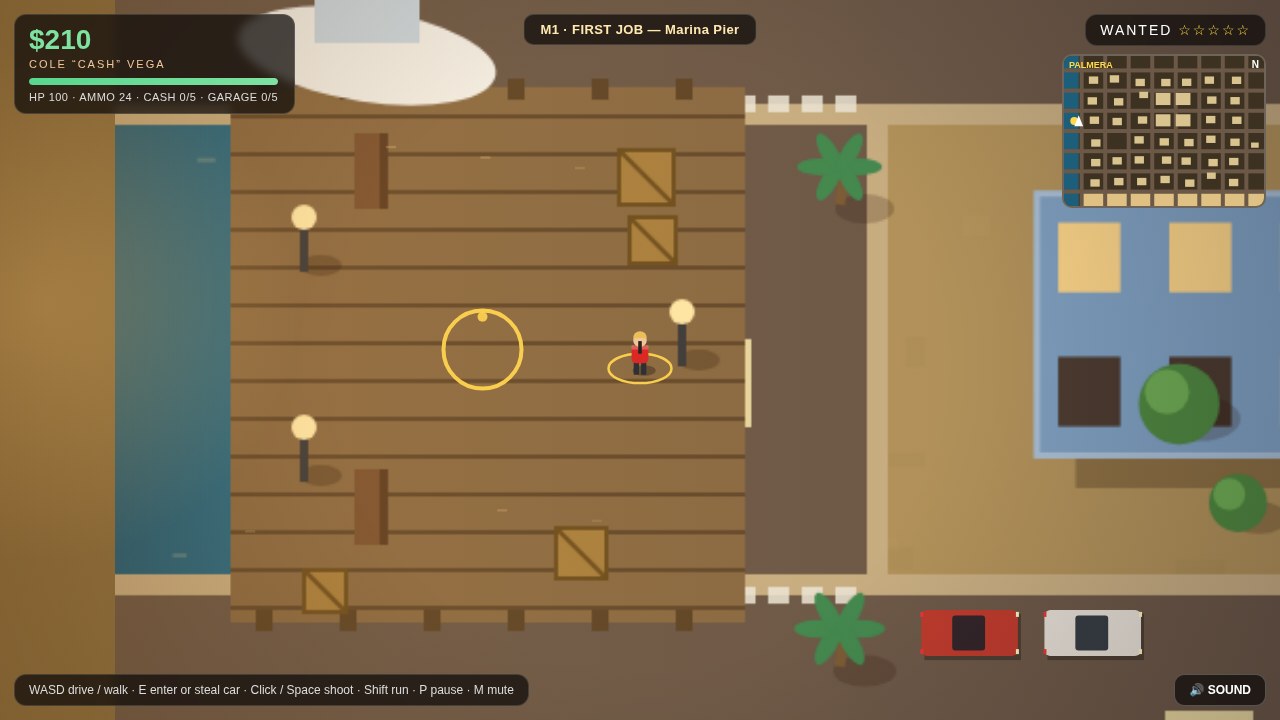 $210
COLE “CASH” VEGA
HP 100 · AMMO 24 · CASH 0/5 · GARAGE 0/5
M1 · FIRST JOB — Marina Pier
WANTED ☆☆☆☆☆
PALMERA N
WASD drive / walk · E enter or steal car · Click / Space shoot · Shift run · P pause · M mute
🔊 SOUND